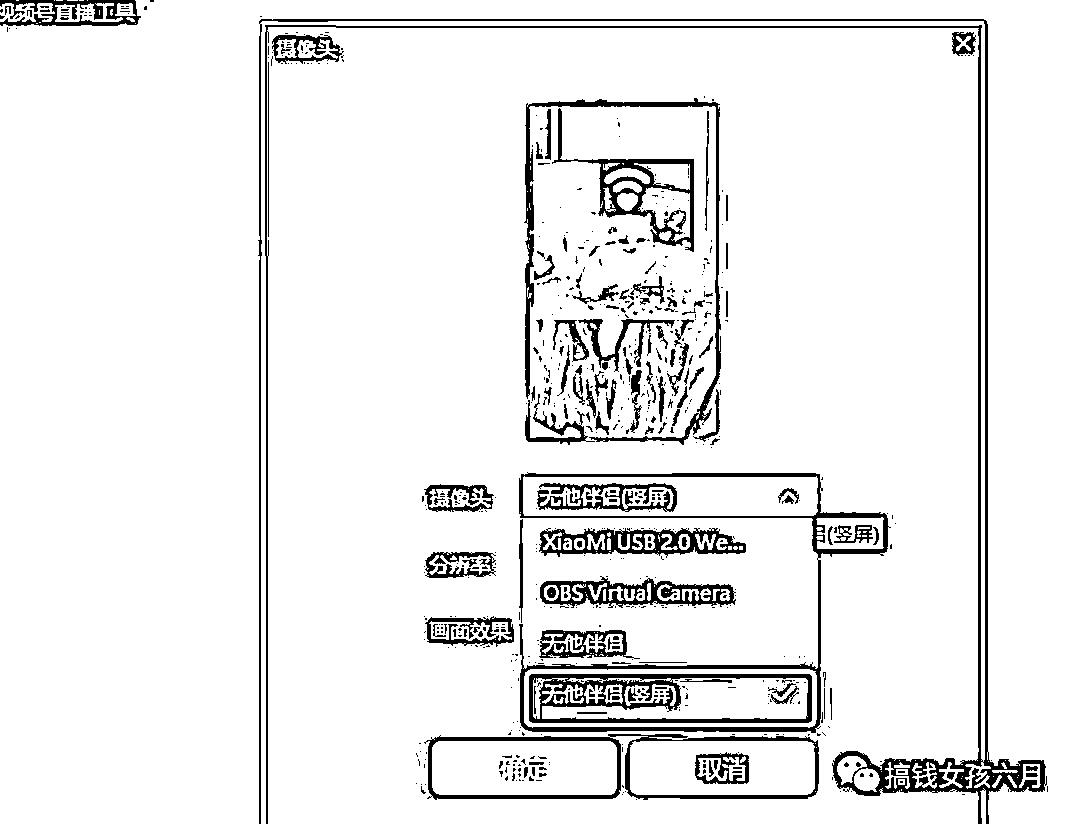 视频号直播工具
摄像头
摄像头
无他伴侣(竖屏)
XiaoMi USB 2.0 We...
侣(竖屏)
分辨率
OBS Virtual Camera
画面效果
无他伴侣
无他伴侣(竖屏)
确定
取消
搞钱女孩六月